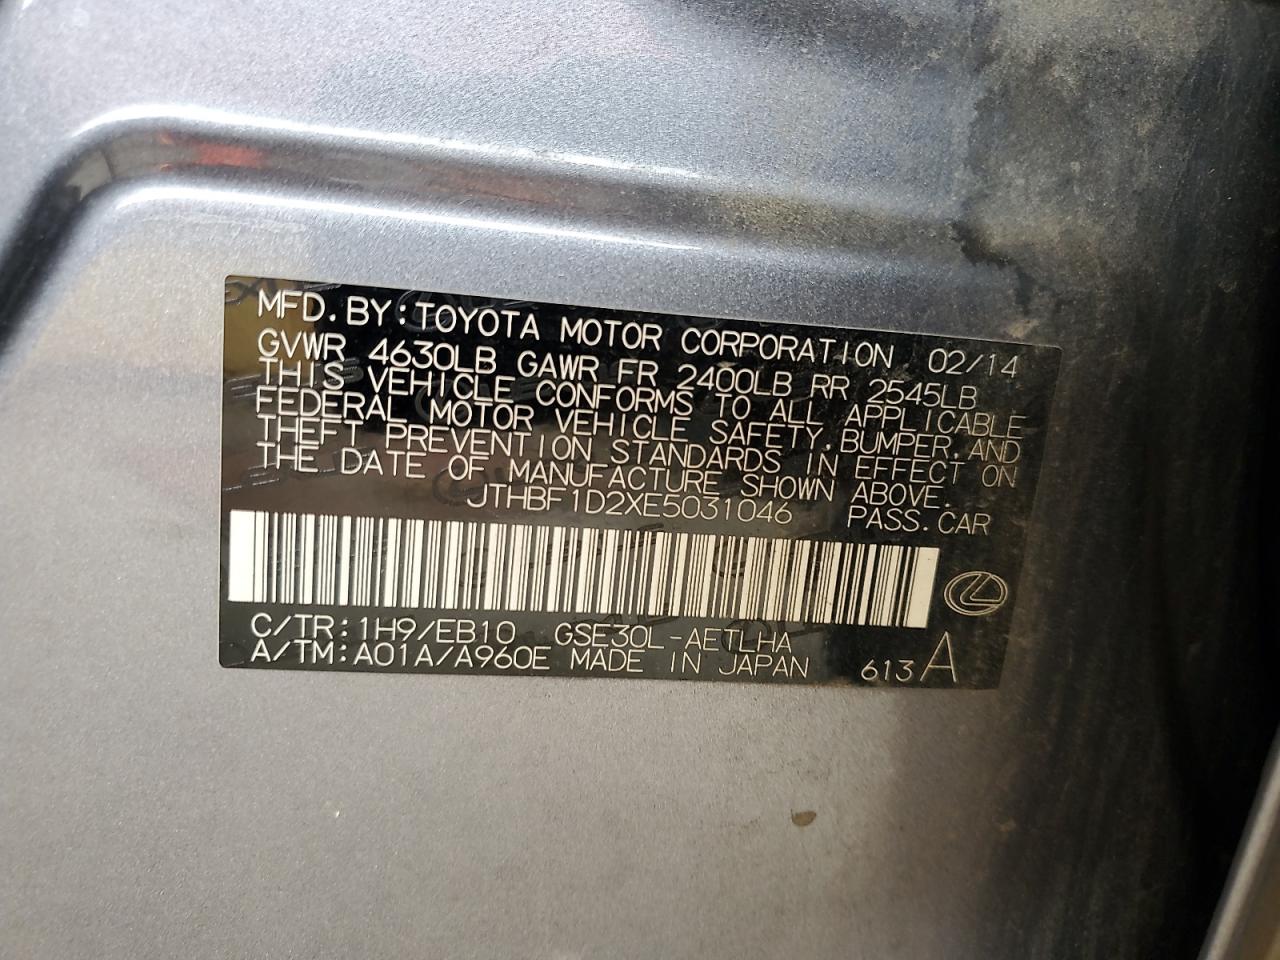 MFD. BY: TOYOTA MOTOR CORPORATION 02/14
GVWR 4630LB GAWR FR 2400LB RR 2545LB
THIS VEHICLE CONFORMS TO ALL APPLICABLE
FEDERAL MOTOR VEHICLE SAFETY, BUMPER, AND
THEFT PREVENTION STANDARDS IN EFFECT ON
THE DATE OF MANUFACTURE SHOWN ABOVE.
JTHBF1D2XE5031046 PASS. CAR
C/TR: 1H9/EB10 GSE30L-AETLHA
A/TM: A01A/A960E MADE IN JAPAN 613 A